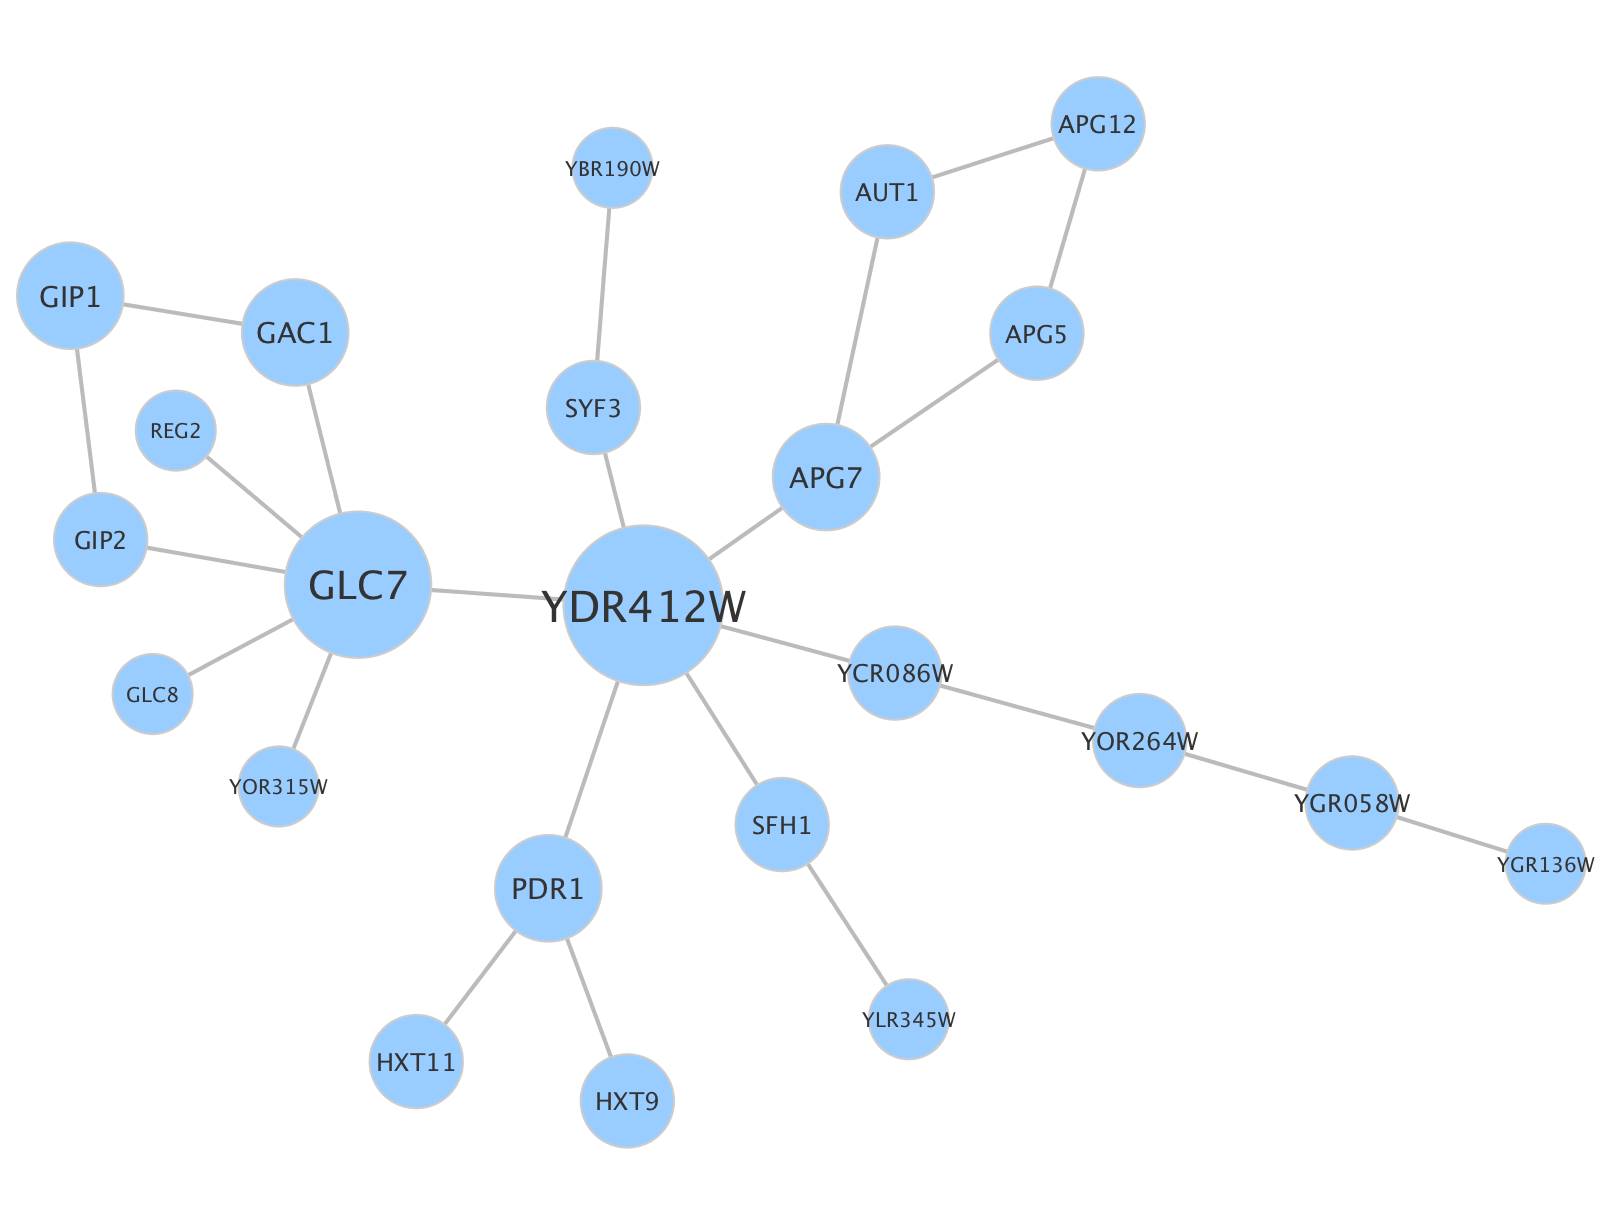 APG12
YBR190W
AUT1
GIP1
GAC1
APG5
SYF3
REG2
APG7
GIP2
GLC7
YDR412W
YCR086W
GLC8
YOR264W
YOR315W
YGR058W
SFH1
YGR136W
PDR1
YLR345W
HXT11
HXT9